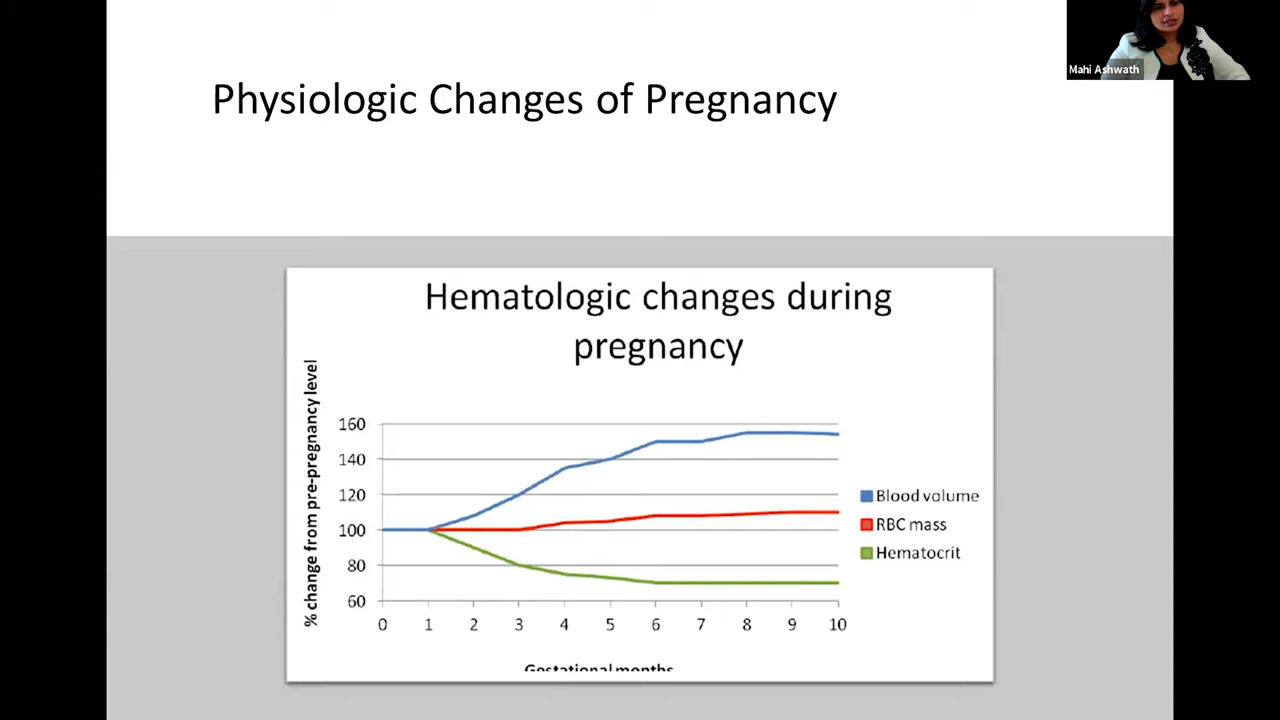 Mahi Ashwath
Physiologic Changes of Pregnancy
Hematologic changes during
pregnancy
% change from pre-pregnancy level
160
140
120
100
80
60
0 1 2 3 4 5 6 7 8 9 10
Gestational months
Blood volume
RBC mass
Hematocrit